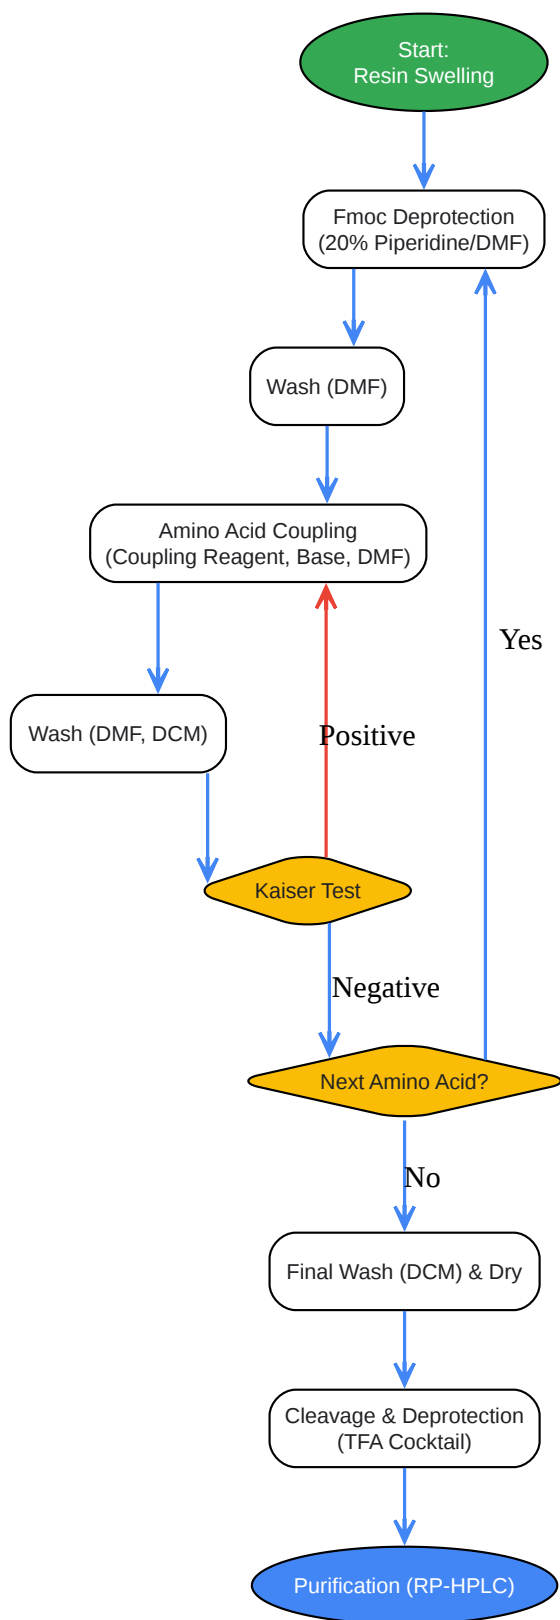 Start:
Resin Swelling
Fmoc Deprotection
(20% Piperidine/DMF)
Wash (DMF)
Amino Acid Coupling
(Coupling Reagent, Base, DMF)
Yes
Wash (DMF, DCM)
Positive
Kaiser Test
Negative
Next Amino Acid?
No
Final Wash (DCM) & Dry
Cleavage & Deprotection
(TFA Cocktail)
Purification (RP-HPLC)